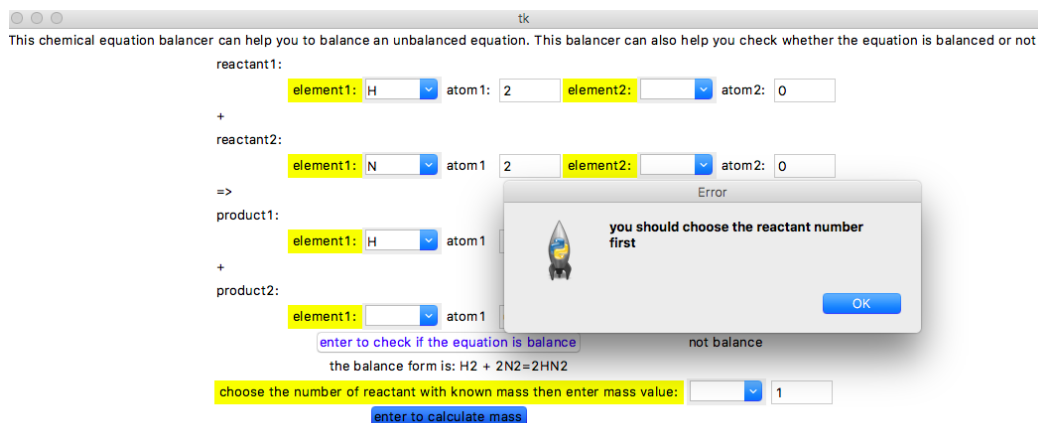 tk
This chemical equation balancer can help you to balance an unbalanced equation. This balancer can also help you check whether the equation is balanced or not
reactant1:
element1: H atom1: 2 element2: atom2: 0
+
reactant2:
element1: N atom1 2 element2: atom2: 0
=>
product1:
element1: H atom1
+
product2:
element1: atom1
Error
you should choose the reactant number
first
OK
enter to check if the equation is balance not balance
the balance form is: H2 + 2N2=2HN2
choose the number of reactant with known mass then enter mass value: 1
enter to calculate mass